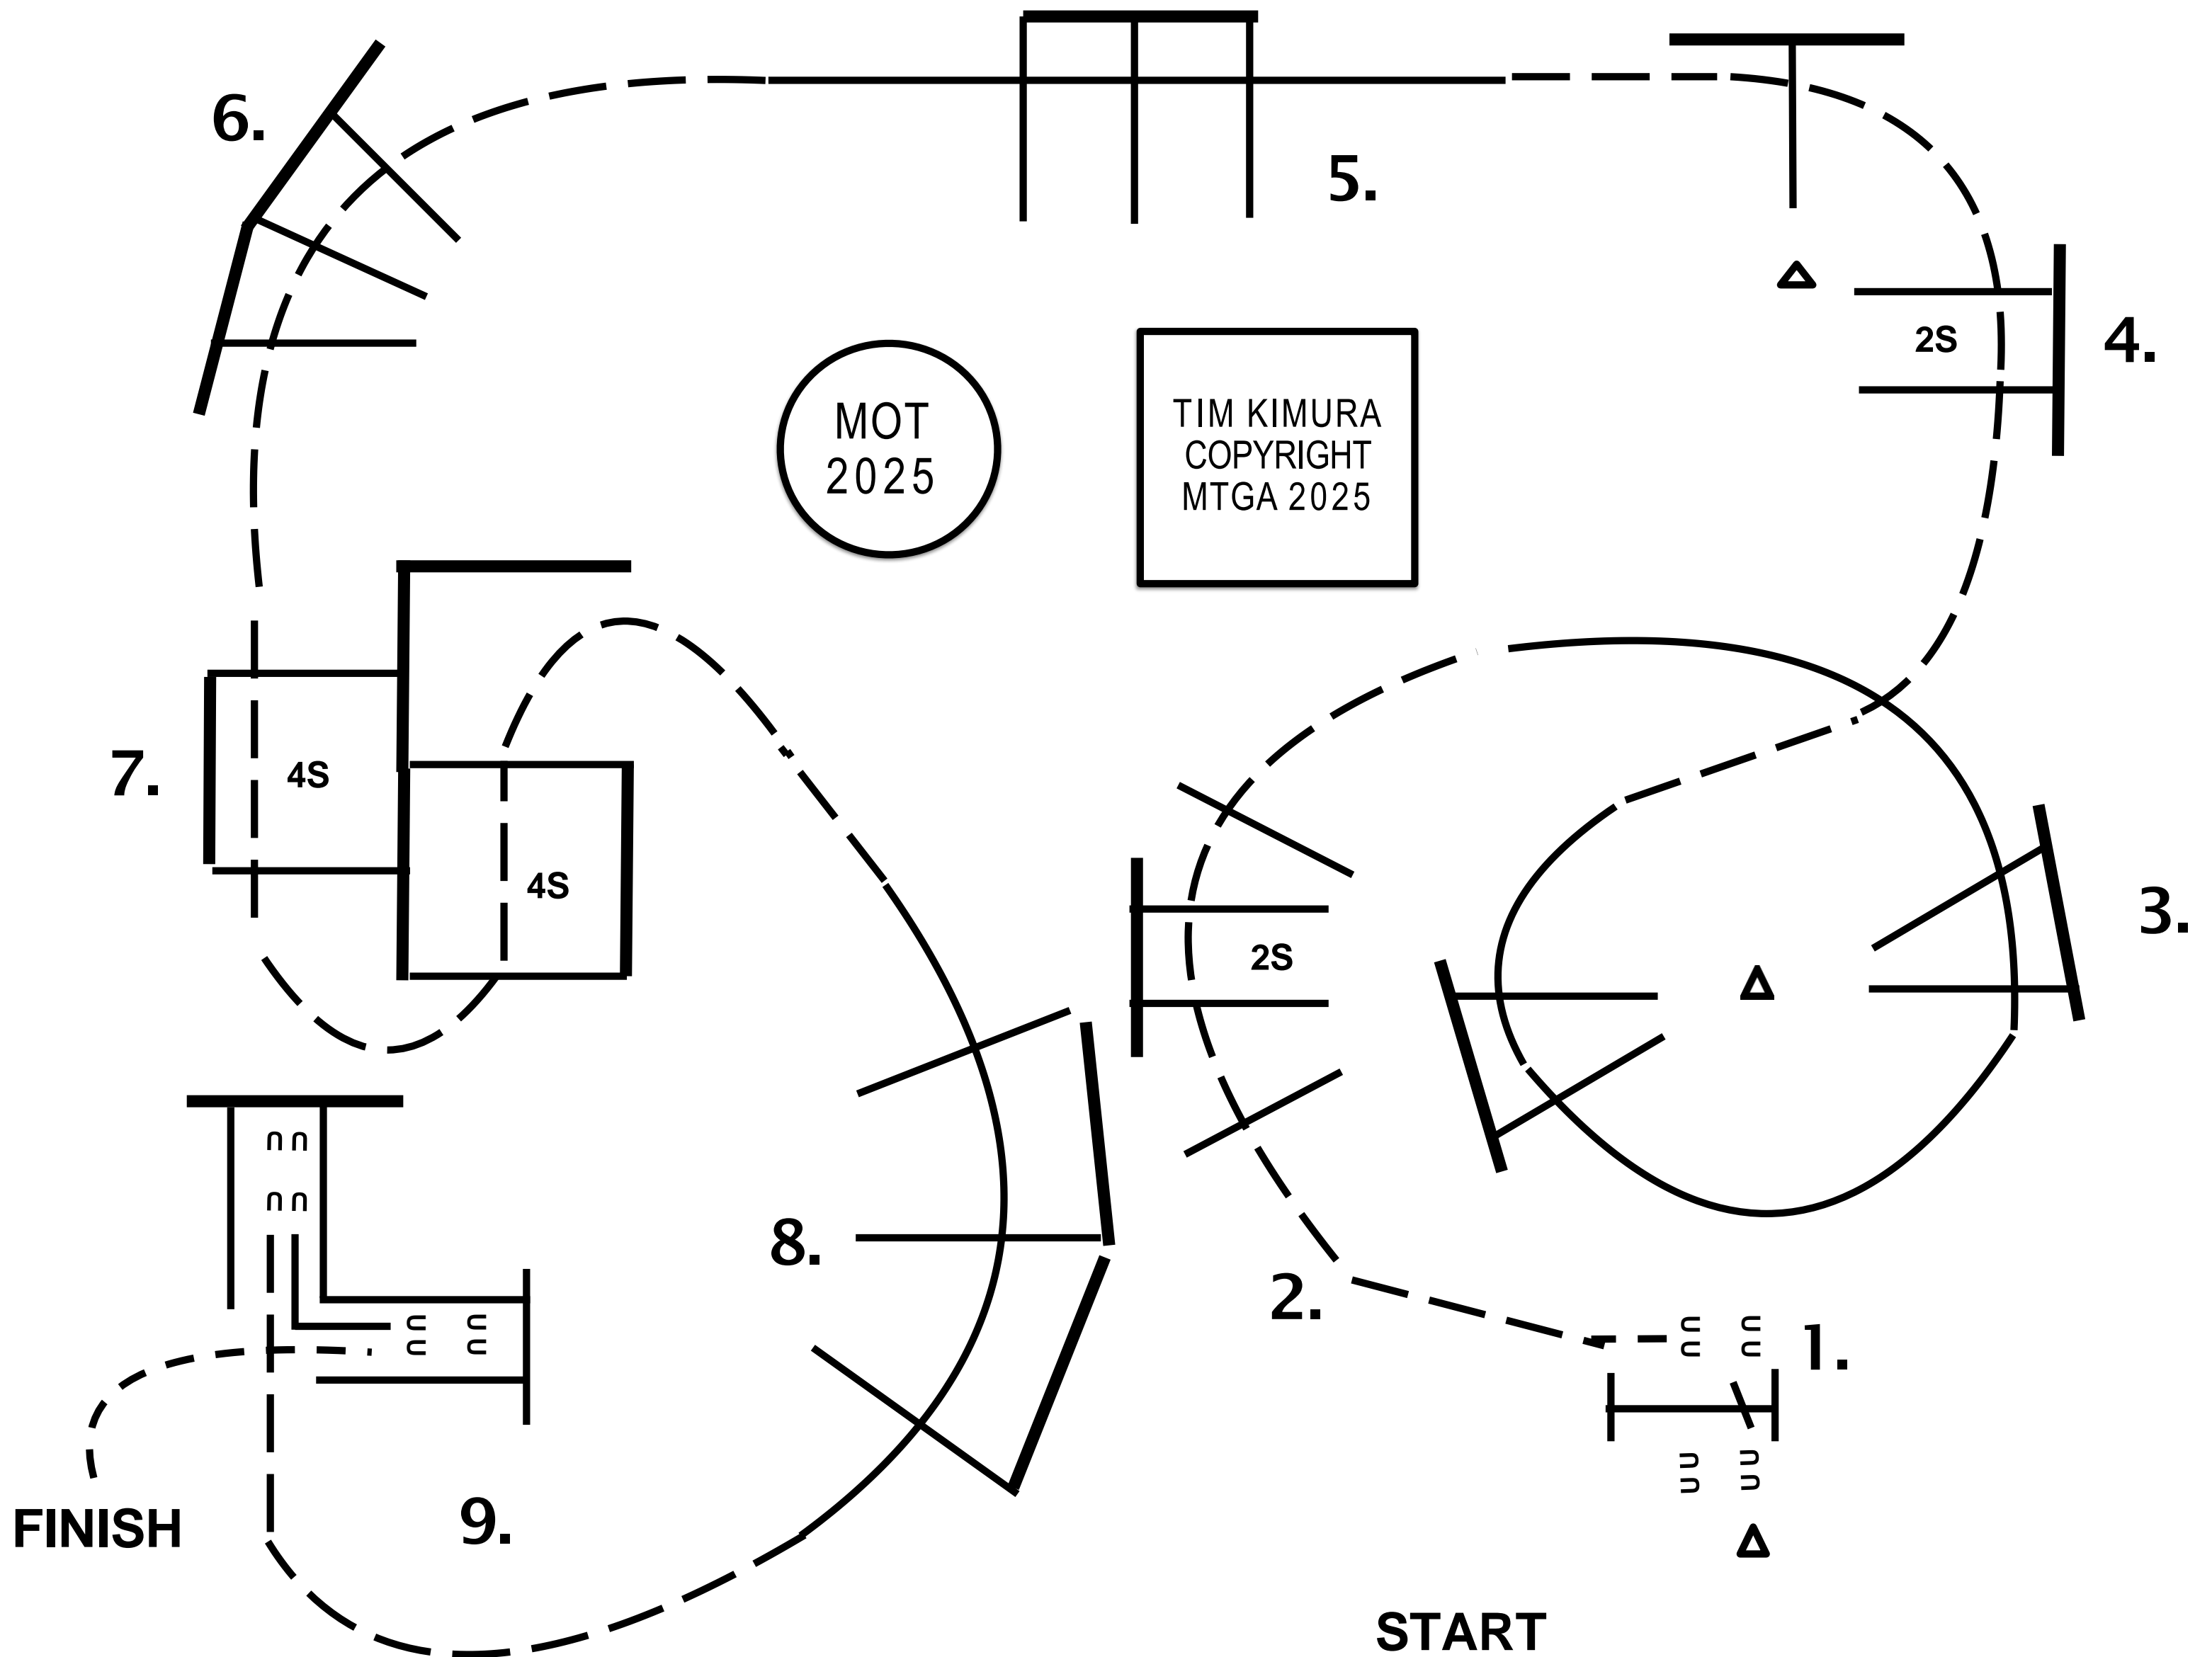 6.
5.
2S
4.
MOT
2025
TIM KIMURA
COPYRIGHT
MTGA 2025
7.
4S
4S
2S
3.
8.
2.
1.
FINISH
9.
START